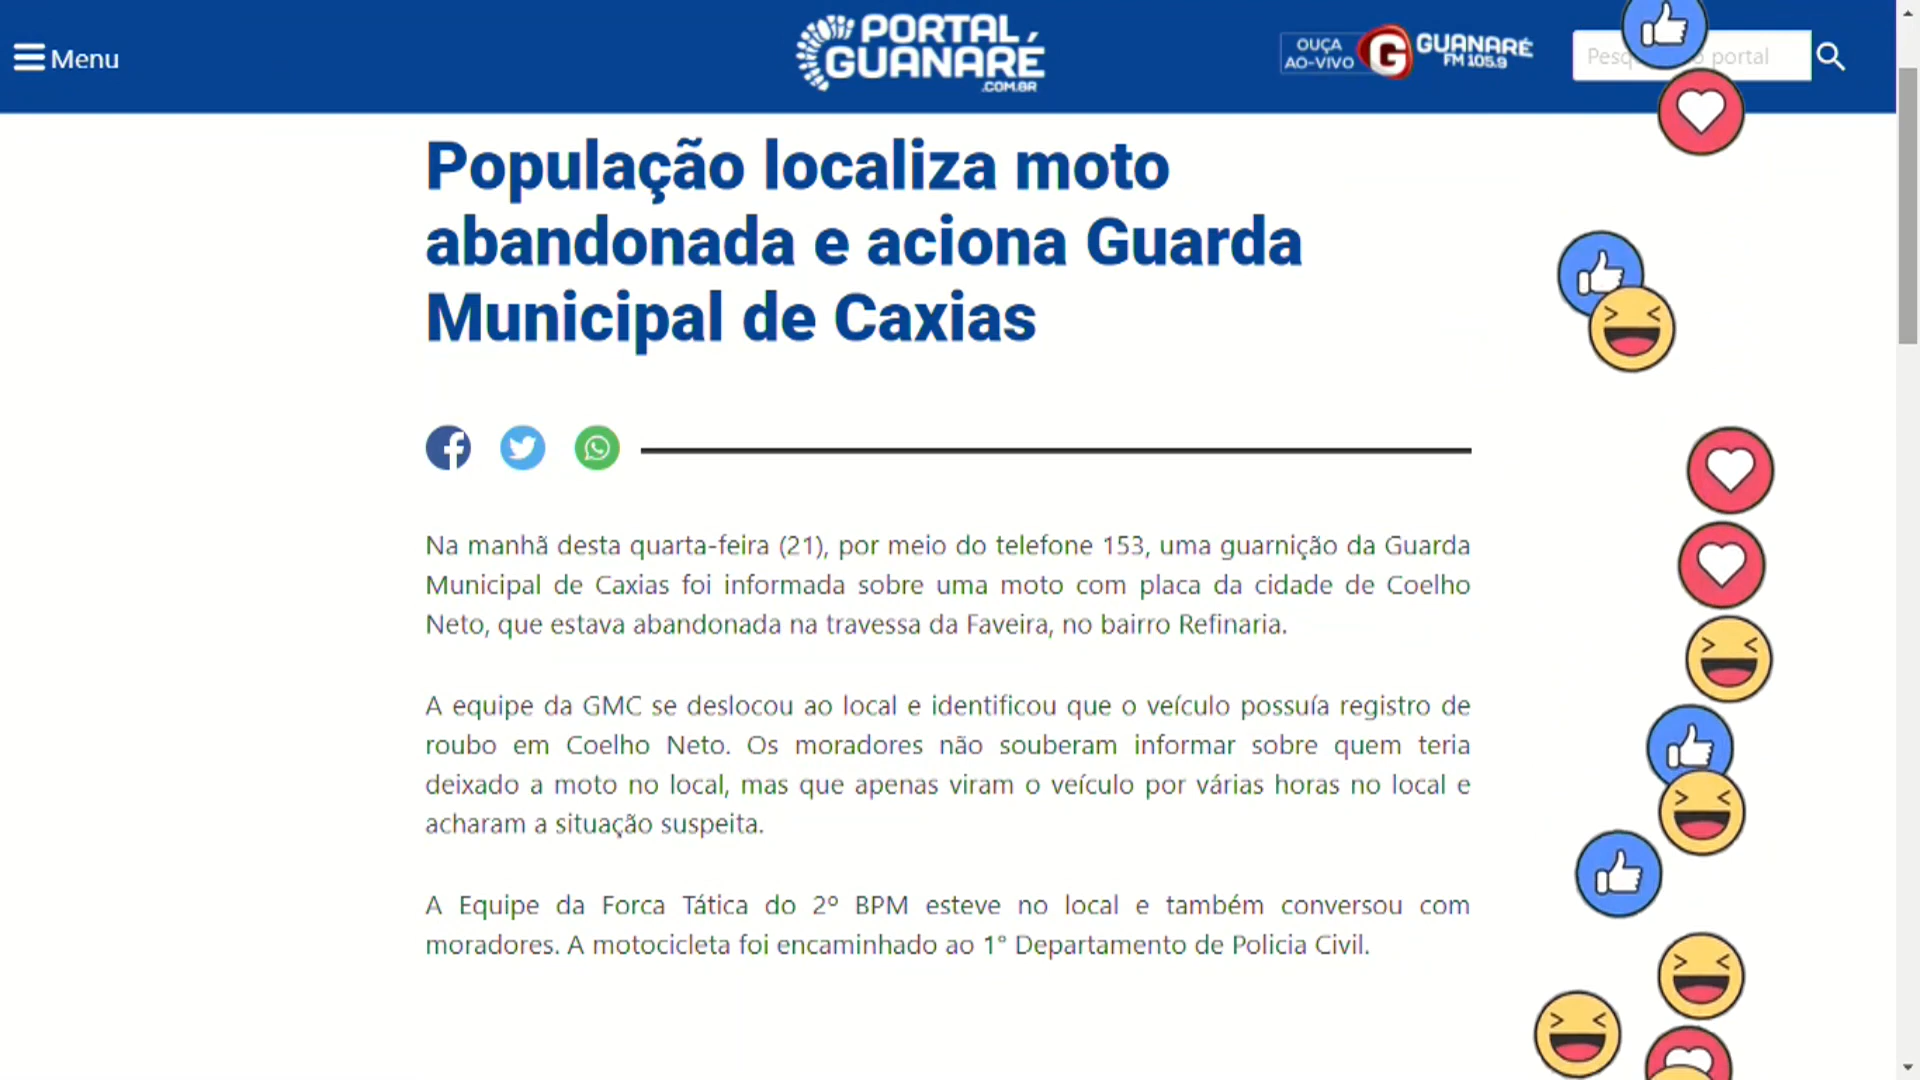 Menu
PORTAL
GUANARÉ
.COM.BR
OUÇA
AO-VIVO
G
GUANARÉ
FM 105.9
portal
População localiza moto
abandonada e aciona Guarda
Municipal de Caxias
Na manhã desta quarta-feira (21), por meio do telefone 153, uma guarnição da Guarda
Municipal de Caxias foi informada sobre uma moto com placa da cidade de Coelho
Neto, que estava abandonada na travessa da Faveira, no bairro Refinaria.
A equipe da GMC se deslocou ao local e identificou que o veículo possuía registro de
roubo em Coelho Neto. Os moradores não souberam informar sobre quem teria
deixado a moto no local, mas que apenas viram o veículo por várias horas no local e
acharam a situação suspeita.
A Equipe da Forca Tática do 2º BPM esteve no local e também conversou com
moradores. A motocicleta foi encaminhado ao 1° Departamento de Policia Civil.